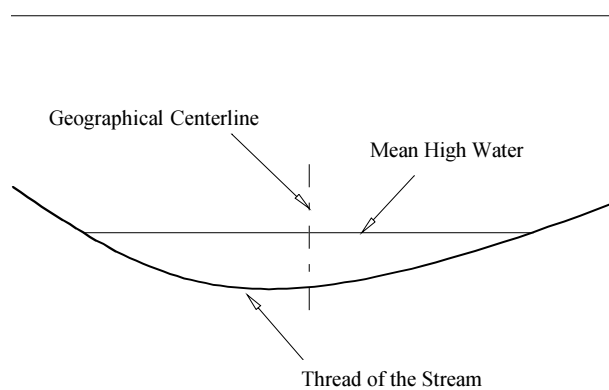 Geographical Centerline
Mean High Water
Thread of the Stream